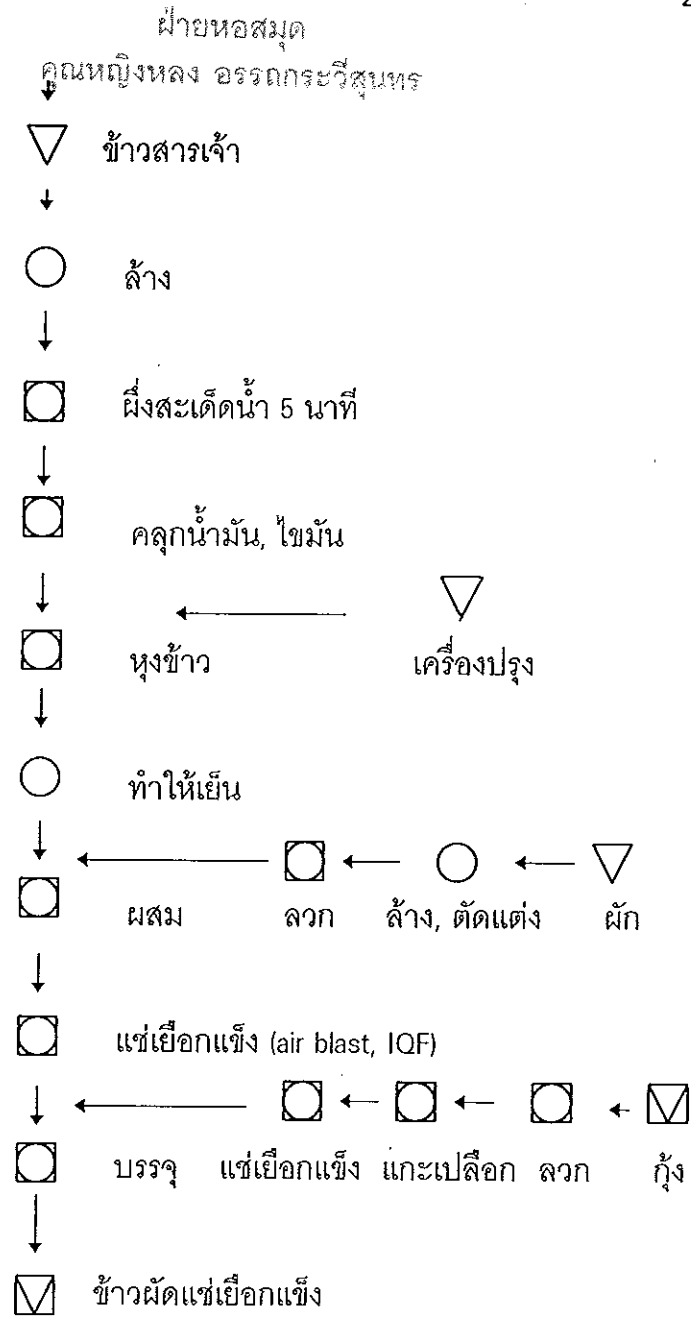 ฝ่ายหอสมุด
คุณหญิงหลง อรรถกระวีสุนทร
ข้าวสารเจ้า
ล้าง
ผึ่งสะเด็ดน้ำ 5 นาที
คลุกน้ำมัน, ไขมัน
หุงข้าว เครื่องปรุง
ทำให้เย็น
ผสม ลวก ล้าง, ตัดแต่ง ผัก
แช่เยือกแข็ง (air blast, IQF)
บรรจุ แช่เยือกแข็ง แกะเปลือก ลวก กุ้ง
ข้าวผัดแช่เยือกแข็ง